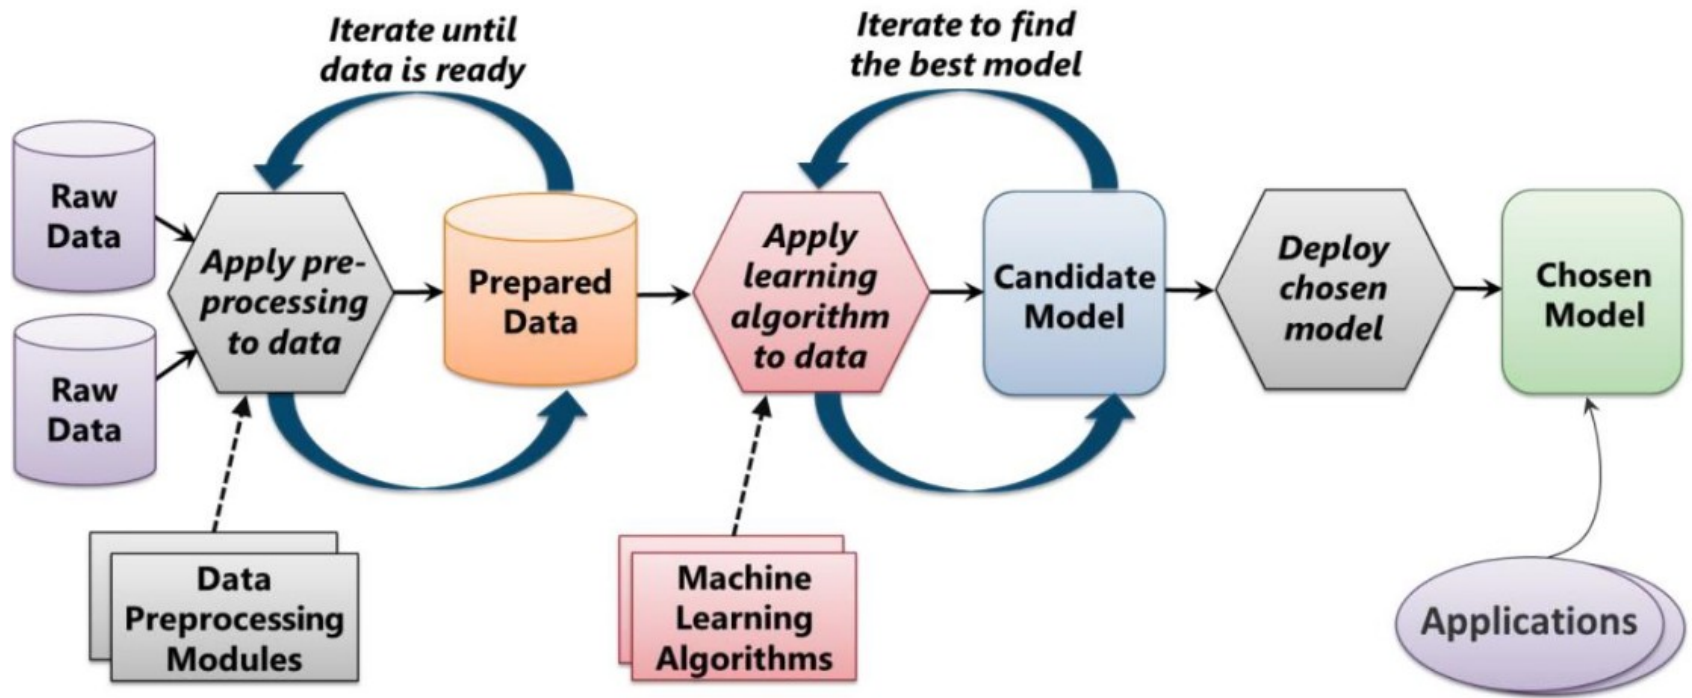 Iterate until
data is ready
Iterate to find
the best model
Raw
Data
Raw
Data
Apply pre-
processing
to data
Prepared
Data
Apply
learning
algorithm
to data
Candidate
Model
Deploy
chosen
model
Chosen
Model
Data
Preprocessing
Modules
Machine
Learning
Algorithms
Applications